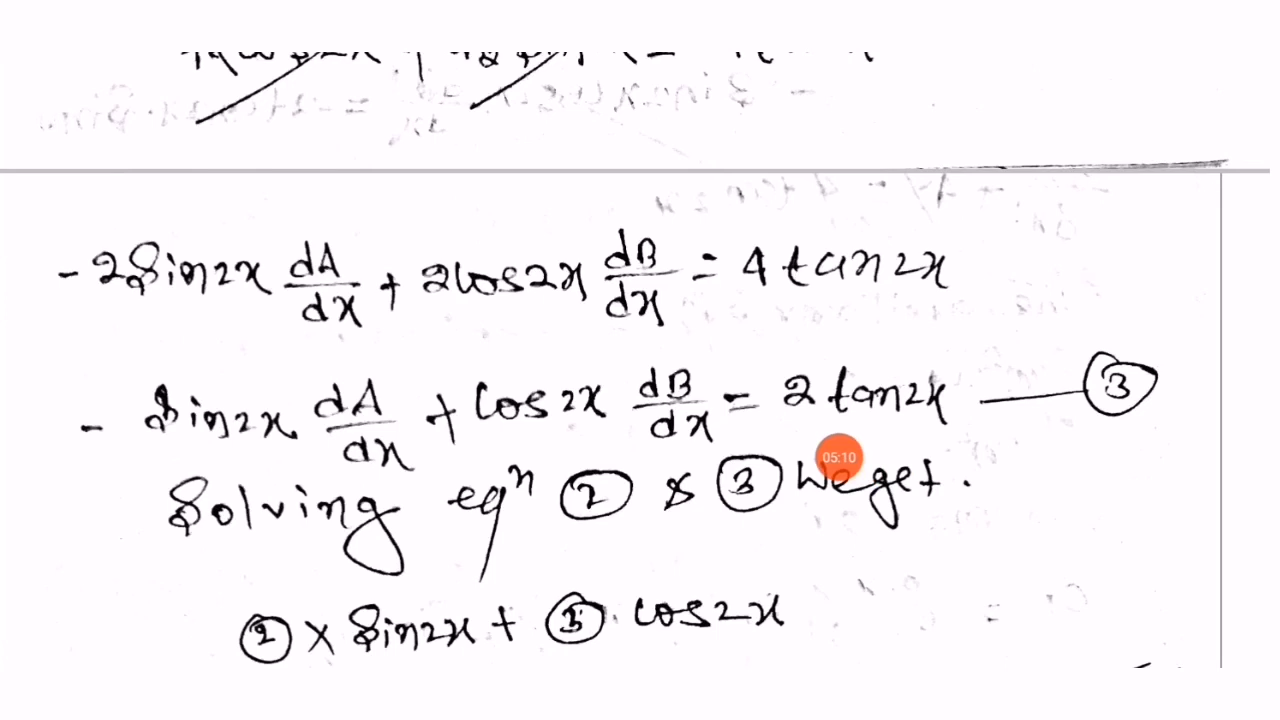 - 2Sin2x dA/dx + 2cos2x dB/dx = 4tan2x
- Sin2x dA/dx + cos2x dB/dx = 2tan2x —— ③
05:10
Solving eqⁿ ② & ③ We get.
② × Sin2x + ③ · cos2x